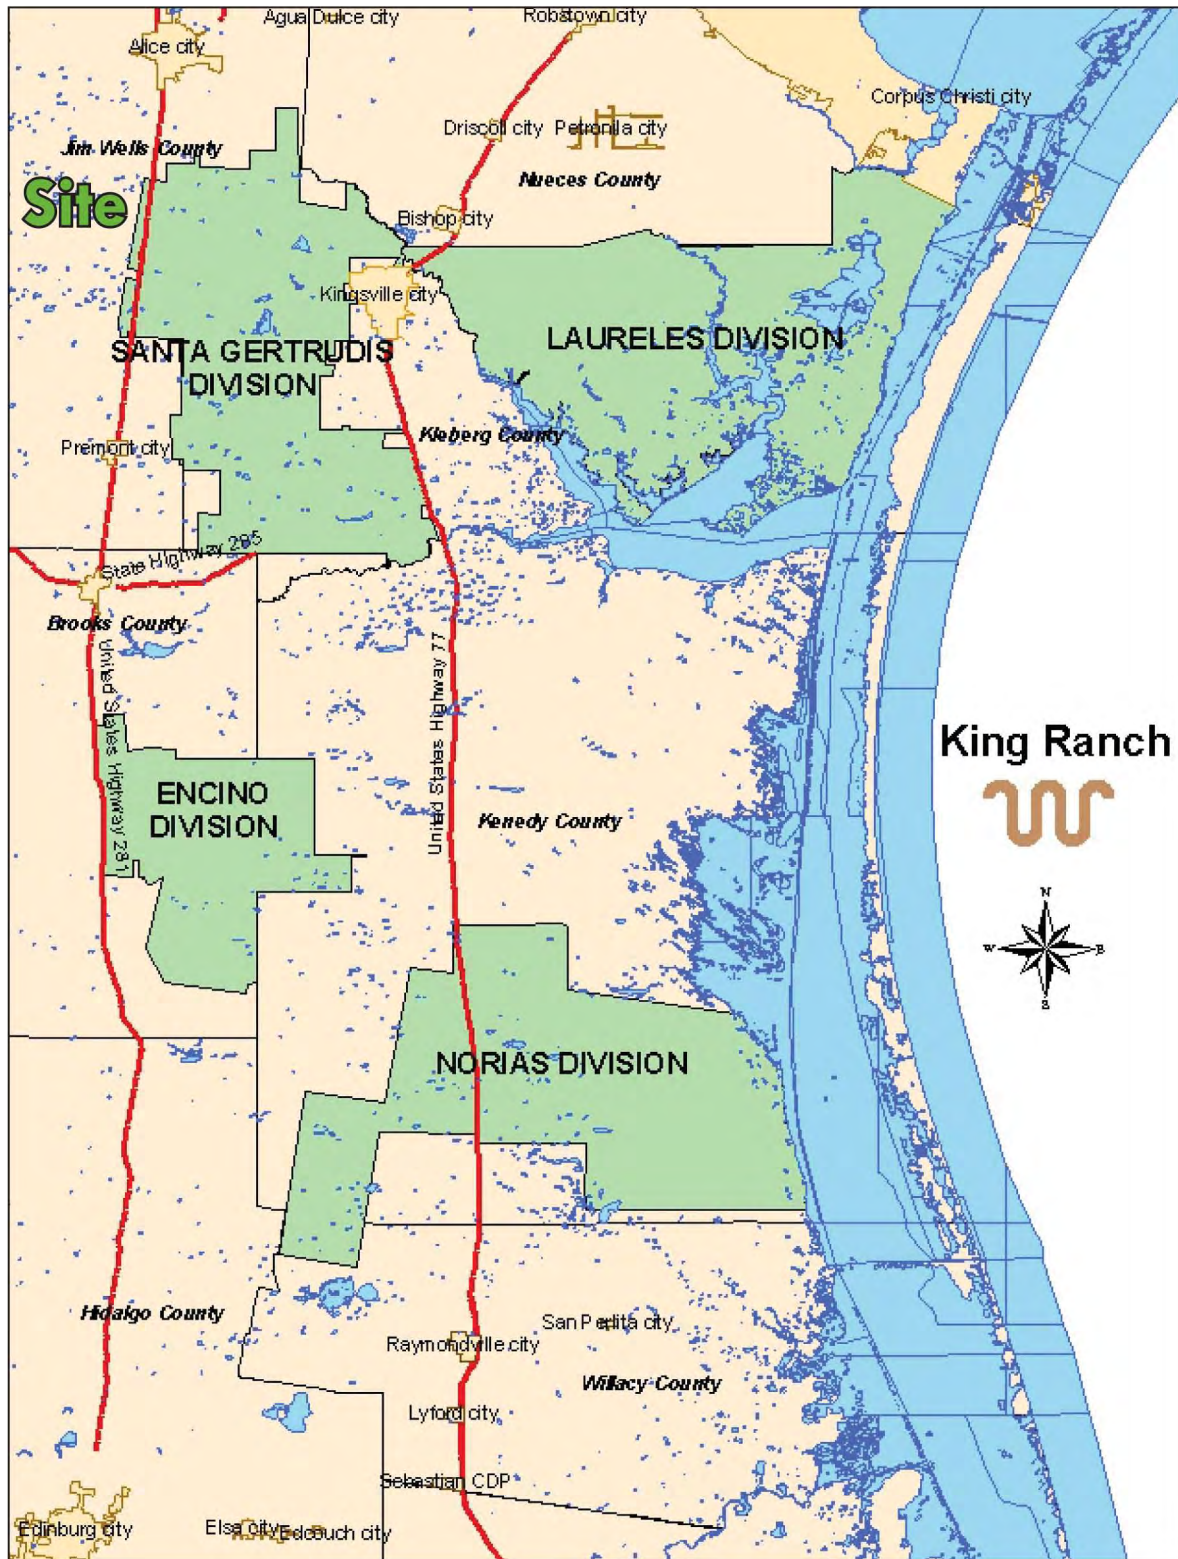 Agua Dulce city
Robstown city
Alice city
Corpus Christi city
Driscoll city
Petronila city
Jim Wells County
Nueces County
Site
Bishop city
Kingsville city
LAURELES DIVISION
SANTA GERTRUDIS
DIVISION
Kleberg County
Premont city
State Highway 285
Brooks County
United States Highway 281
United States Highway 77
King Ranch
ENCINO
DIVISION
Kenedy County
N
W
E
S
NORIAS DIVISION
Hidalgo County
San Perlita city
Raymondville city
Willacy County
Lyford city
Sebastian CDP
Edinburg city
Elsa city
Edcouch city